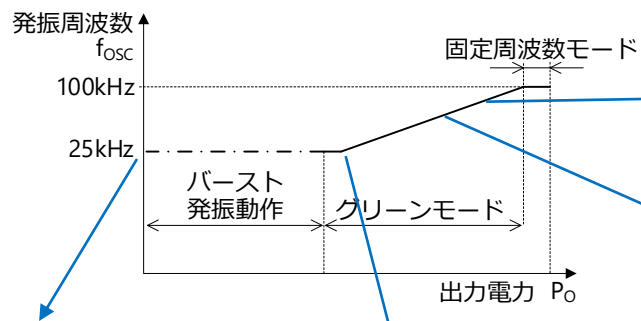 発振周波数
fOSC
固定周波数モード
100kHz
25kHz
バースト
発振動作
グリーンモード
出力電力 PO